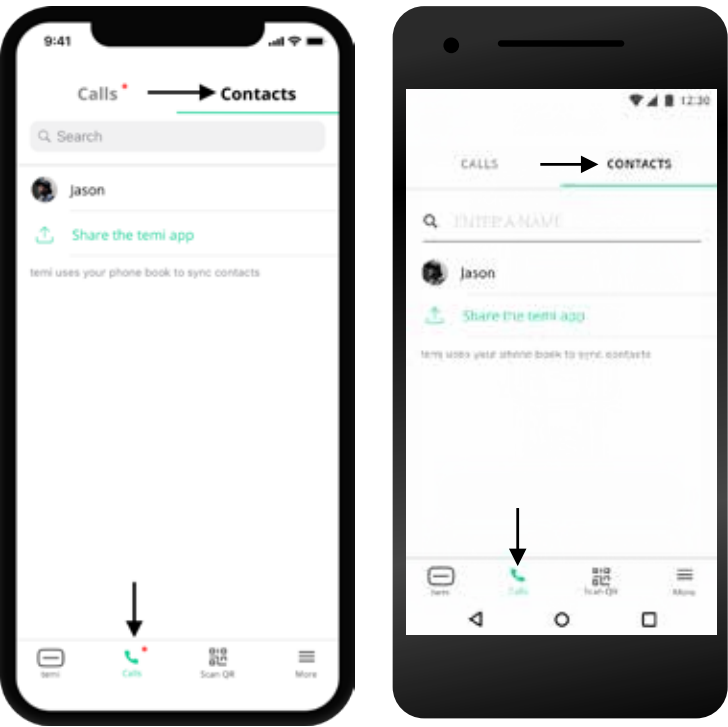 9:41
Calls Contacts
Search
Jason
Share the temi app
temi uses your phone book to sync contacts
temi Calls Scan QR More
12:30
CALLS CONTACTS
ENTER A NAME
Jason
Share the temi app
temi uses your phone book to sync contacts
temi Calls Scan QR More